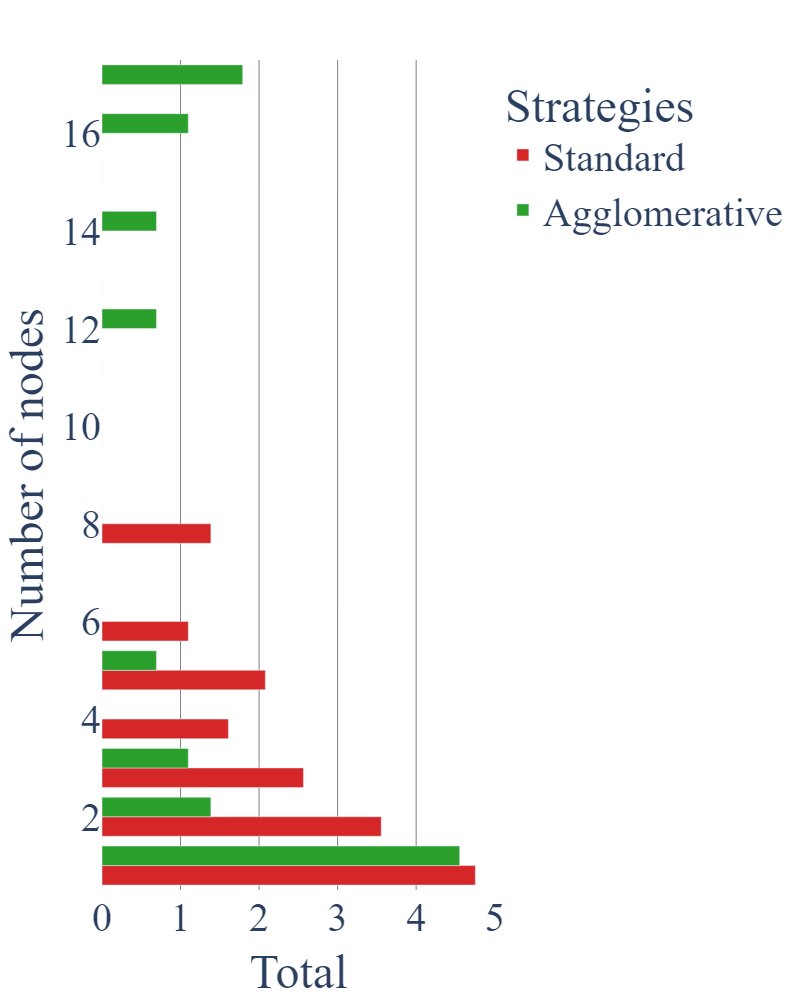 Strategies
Standard
Agglomerative
Number of nodes
16
14
12
10
8
6
4
2
0 1 2 3 4 5
Total